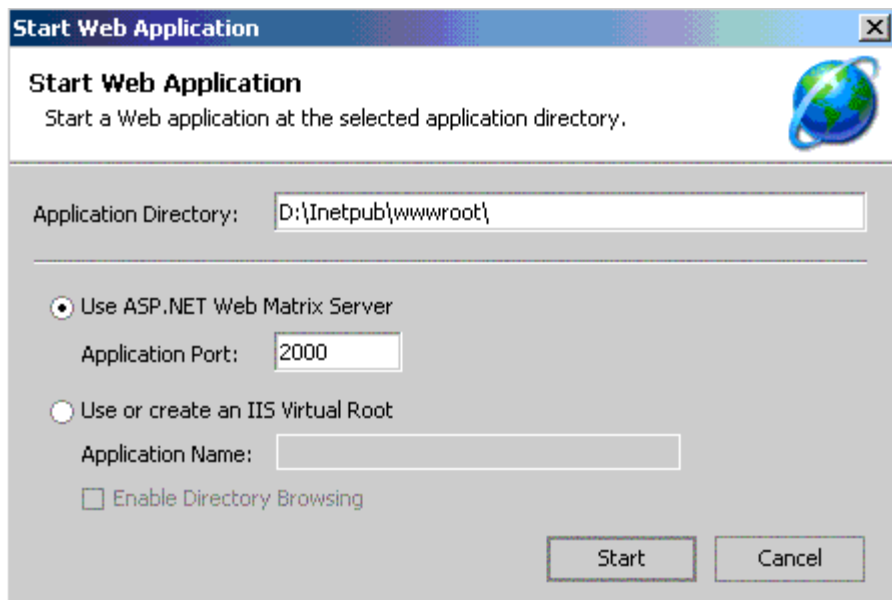 Start Web Application
Start Web Application
Start a Web application at the selected application directory.
Application Directory: D:\Inetpub\wwwroot\
Use ASP.NET Web Matrix Server
Application Port: 2000
Use or create an IIS Virtual Root
Application Name:
Enable Directory Browsing
Start Cancel